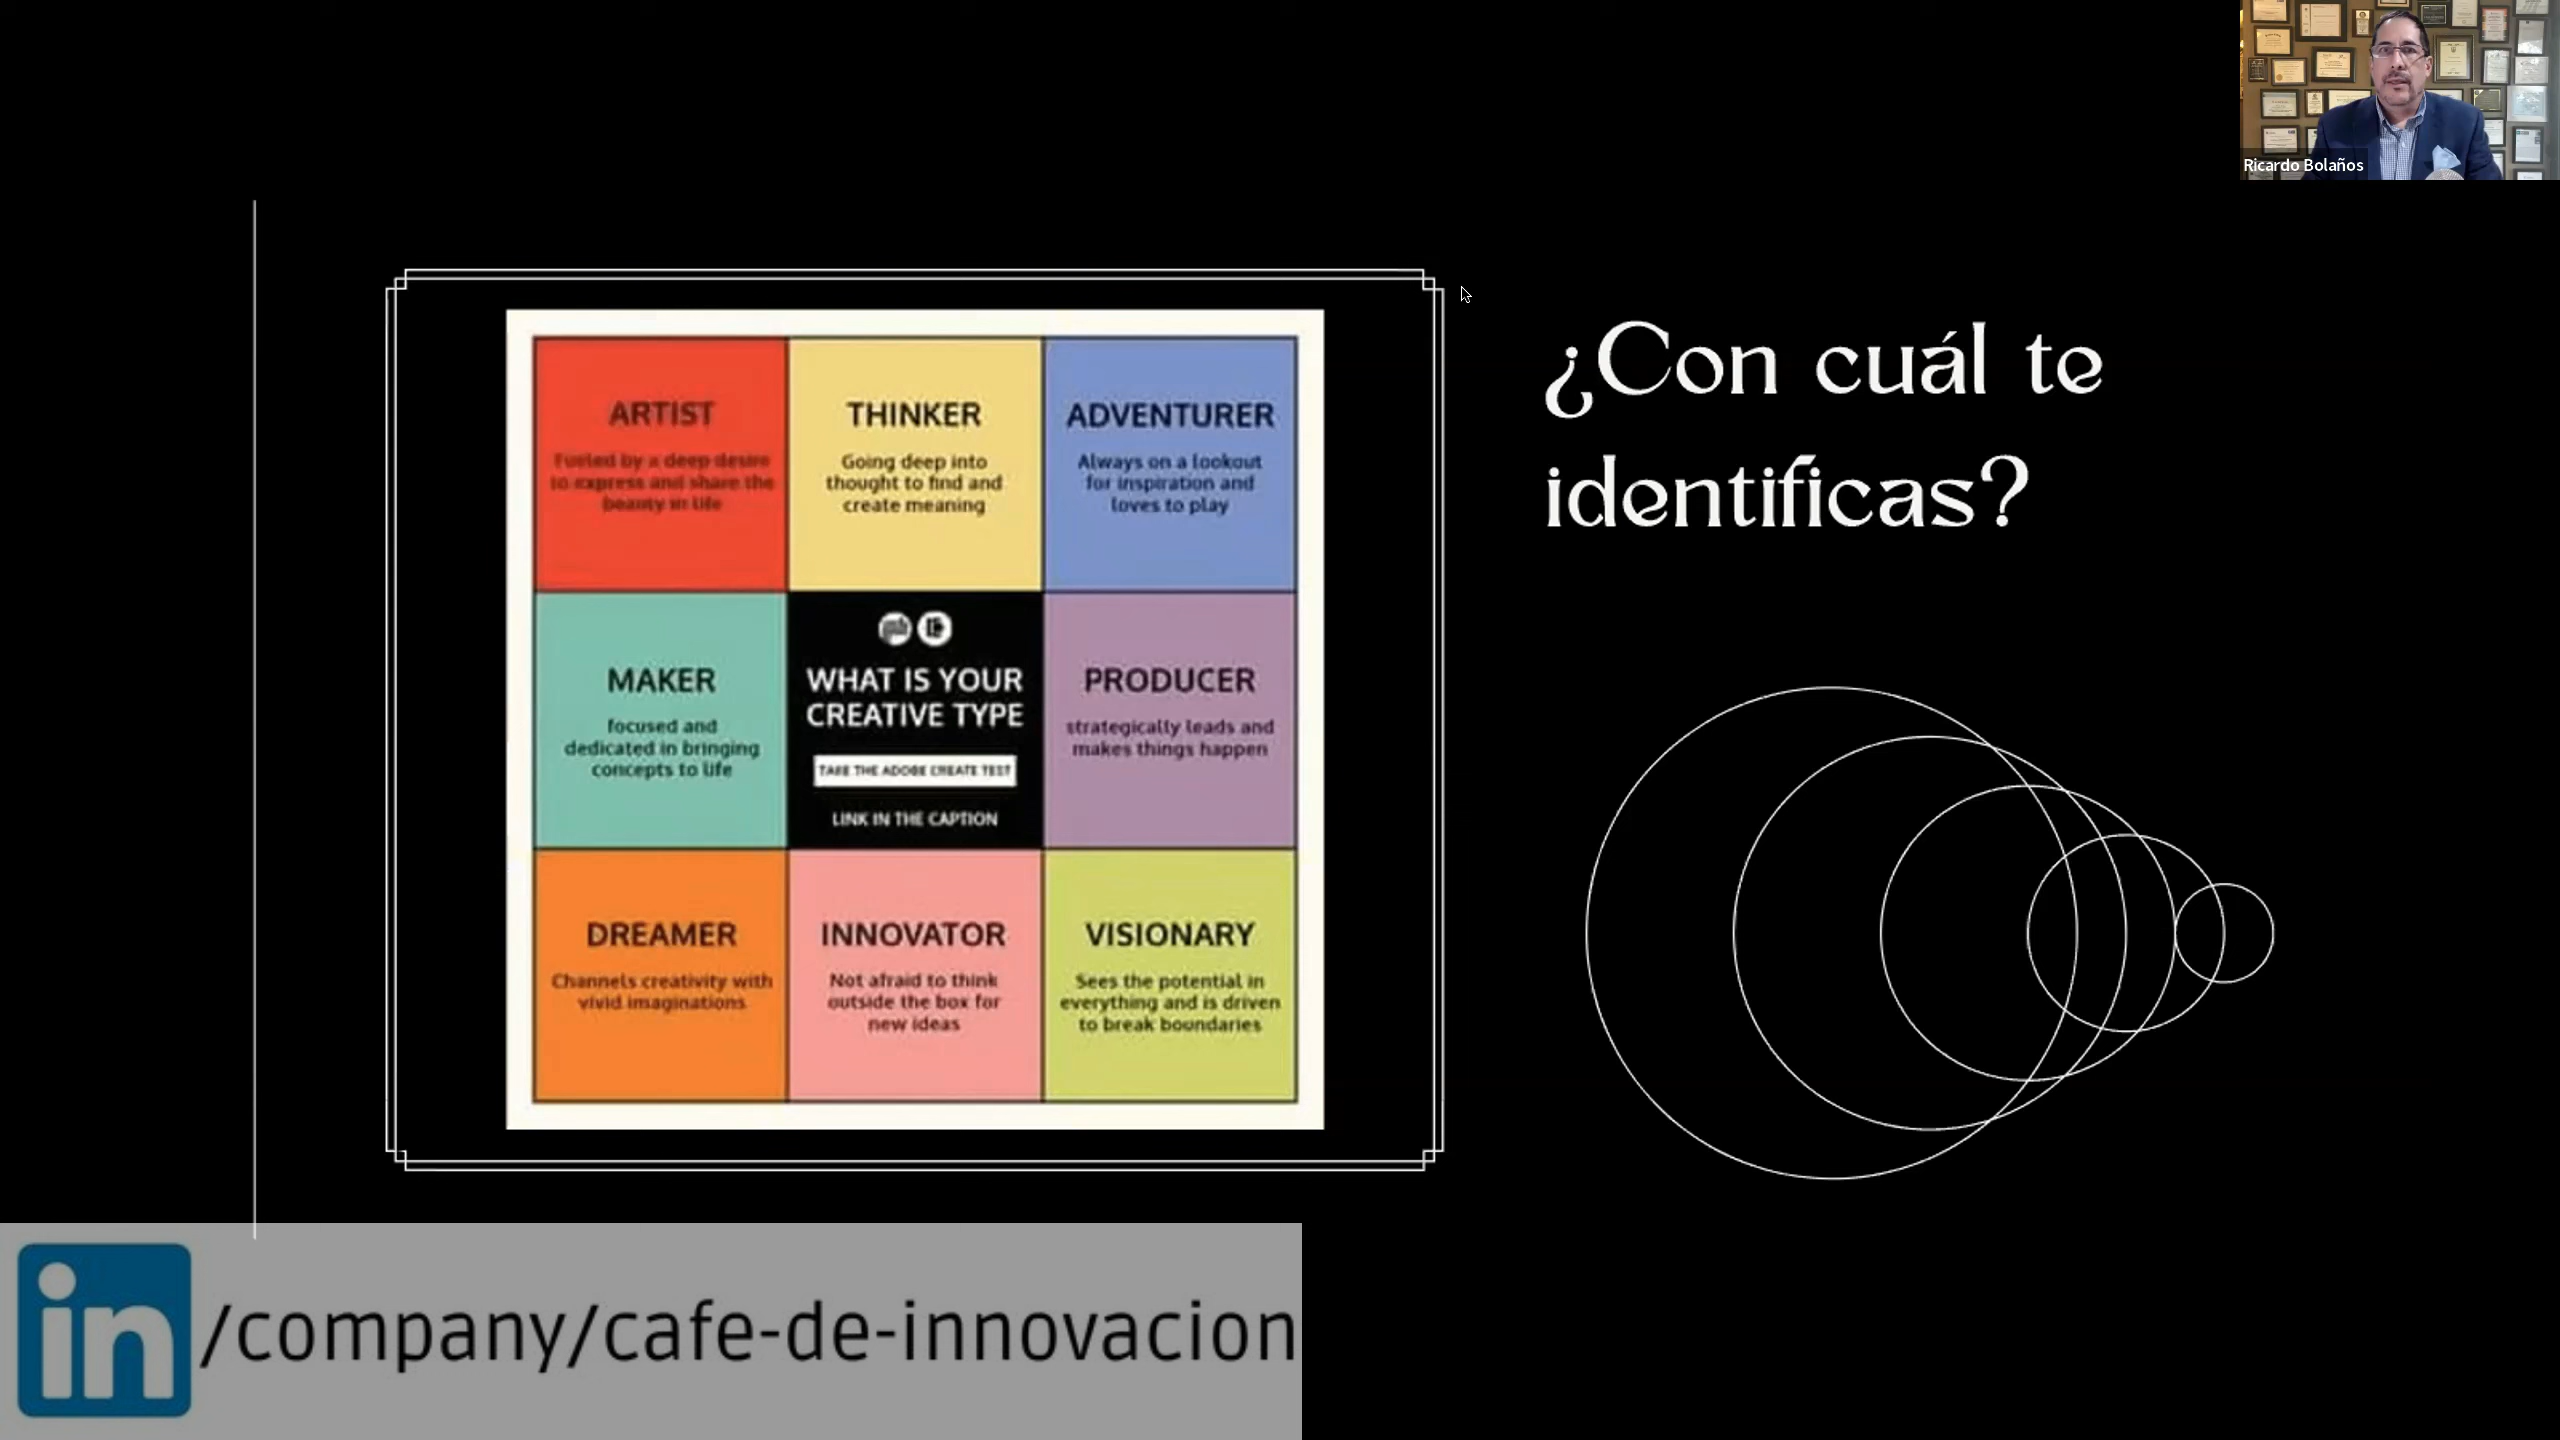 Ricardo Bolaños
¿Con cuál te
identificas?
ARTIST
Fueled by a deep desire
to express and share the
beauty in life
THINKER
Going deep into
thought to find and
create meaning
ADVENTURER
Always on a lookout
for inspiration and
loves to play
MAKER
focused and
dedicated in bringing
concepts to life
WHAT IS YOUR
CREATIVE TYPE
TAKE THE ADOBE CREATE TEST
LINK IN THE CAPTION
PRODUCER
strategically leads and
makes things happen
DREAMER
Channels creativity with
vivid imaginations
INNOVATOR
Not afraid to think
outside the box for
new ideas
VISIONARY
Sees the potential in
everything and is driven
to break boundaries
in /company/cafe-de-innovacion